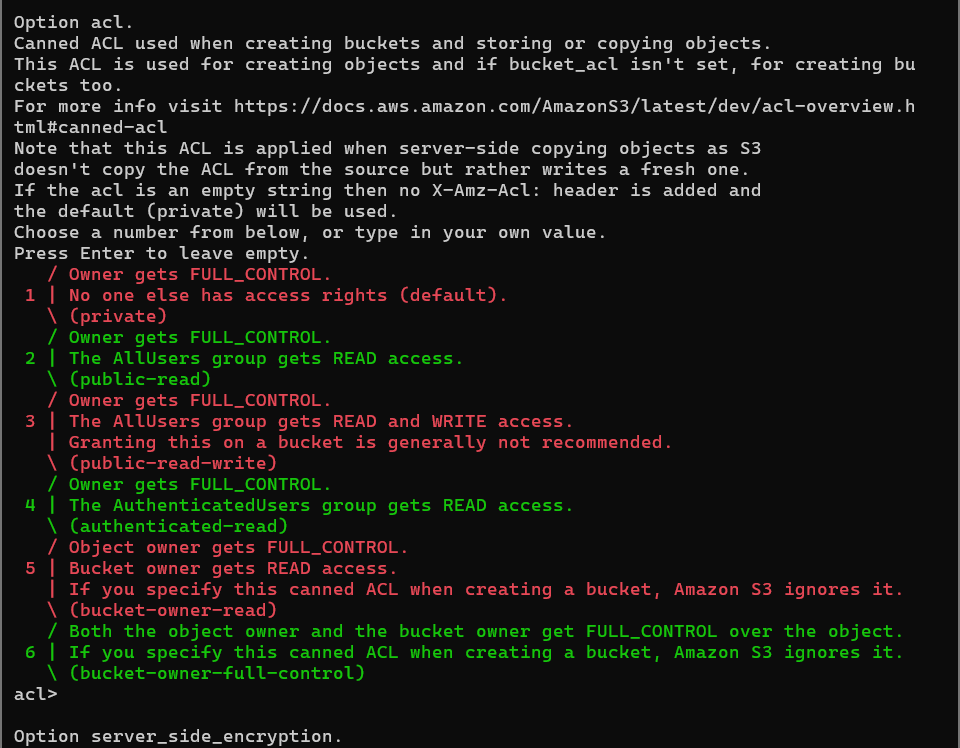 Option acl.
Canned ACL used when creating buckets and storing or copying objects.
This ACL is used for creating objects and if bucket_acl isn't set, for creating bu
ckets too.
For more info visit https://docs.aws.amazon.com/AmazonS3/latest/dev/acl-overview.h
tml#canned-acl
Note that this ACL is applied when server-side copying objects as S3
doesn't copy the ACL from the source but rather writes a fresh one.
If the acl is an empty string then no X-Amz-Acl: header is added and
the default (private) will be used.
Choose a number from below, or type in your own value.
Press Enter to leave empty.
   / Owner gets FULL_CONTROL.
 1 | No one else has access rights (default).
   \ (private)
   / Owner gets FULL_CONTROL.
 2 | The AllUsers group gets READ access.
   \ (public-read)
   / Owner gets FULL_CONTROL.
 3 | The AllUsers group gets READ and WRITE access.
   | Granting this on a bucket is generally not recommended.
   \ (public-read-write)
   / Owner gets FULL_CONTROL.
 4 | The AuthenticatedUsers group gets READ access.
   \ (authenticated-read)
   / Object owner gets FULL_CONTROL.
 5 | Bucket owner gets READ access.
   | If you specify this canned ACL when creating a bucket, Amazon S3 ignores it.
   \ (bucket-owner-read)
   / Both the object owner and the bucket owner get FULL_CONTROL over the object.
 6 | If you specify this canned ACL when creating a bucket, Amazon S3 ignores it.
   \ (bucket-owner-full-control)
acl>
Option server_side_encryption.